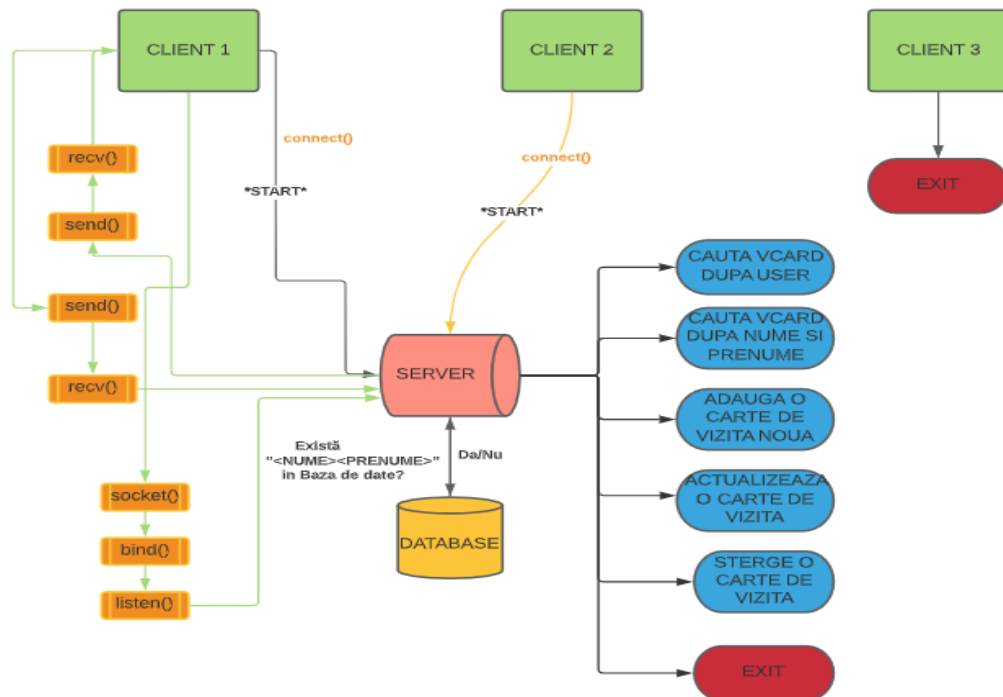 CLIENT 1
CLIENT 2
CLIENT 3
connect()
recv()
connect()
*START*
EXIT
send()
*START*
CAUTA VCARD
DUPA USER
send()
CAUTA VCARD
DUPA NUME SI
PRENUME
SERVER
recv()
ADAUGA O
CARTE DE
VIZITA NOUA
Există
"<NUME><PRENUME>"
in Baza de date?
Da/Nu
ACTUALIZEAZA
O CARTE DE
VIZITA
socket()
DATABASE
bind()
STERGE O
CARTE DE
VIZITA
listen()
EXIT